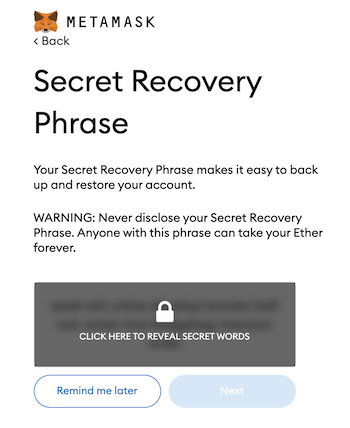 METAMASK
< Back
Secret Recovery
Phrase
Your Secret Recovery Phrase makes it easy to back
up and restore your account.
WARNING: Never disclose your Secret Recovery
Phrase. Anyone with this phrase can take your Ether
forever.
CLICK HERE TO REVEAL SECRET WORDS
Remind me later
Next